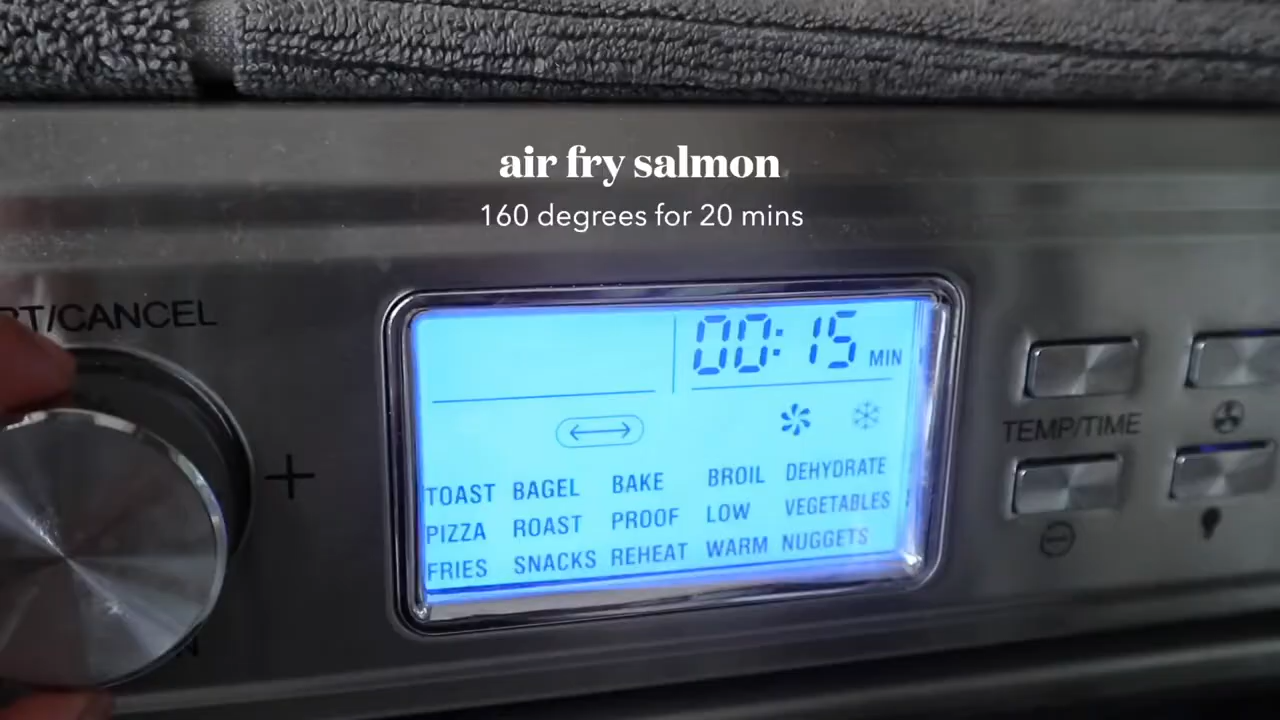 air fry salmon
160 degrees for 20 mins
RT/CANCEL
00:15 MIN
+
TEMP/TIME
TOAST BAGEL BAKE BROIL DEHYDRATE
PIZZA ROAST PROOF LOW VEGETABLES
FRIES SNACKS REHEAT WARM NUGGETS